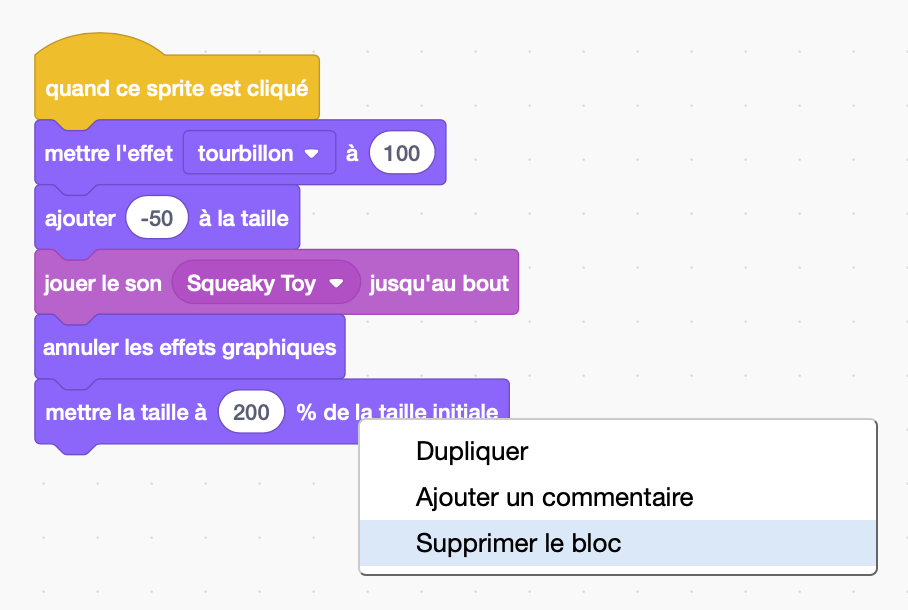 quand ce sprite est cliqué
mettre l'effet tourbillon à 100
ajouter -50 à la taille
jouer le son Squeaky Toy jusqu'au bout
annuler les effets graphiques
mettre la taille à 200 % de la taille initiale
Dupliquer
Ajouter un commentaire
Supprimer le bloc